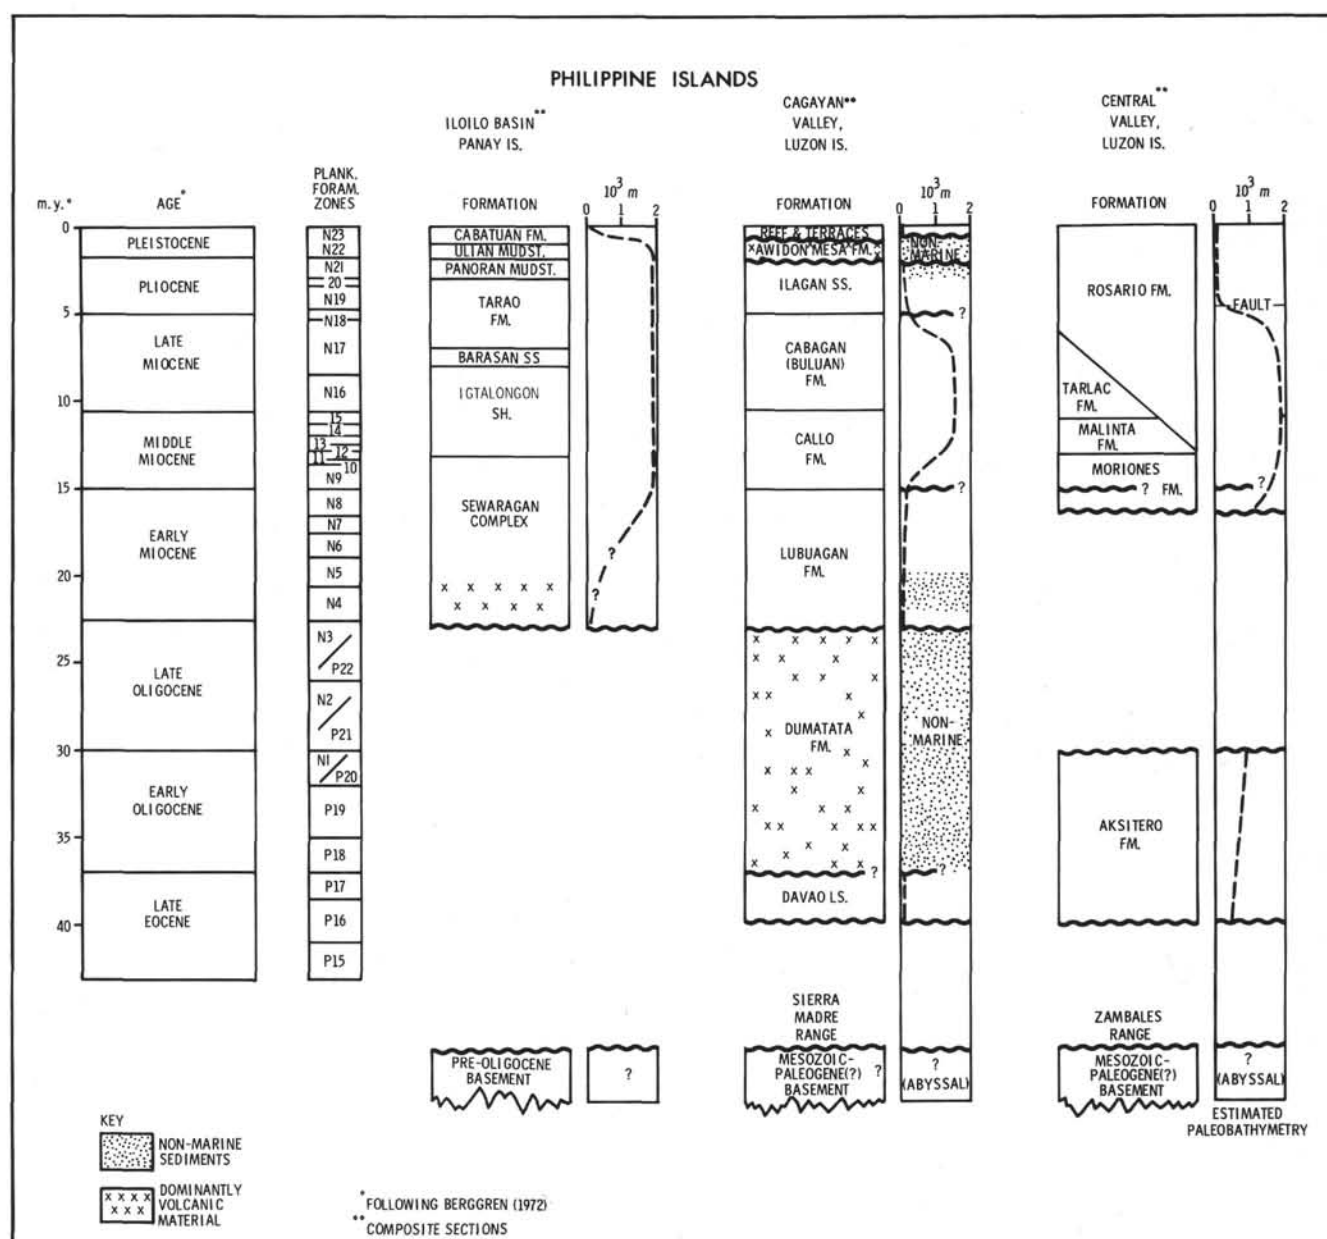 PHILIPPINE ISLANDS
ILOILO BASIN**
PANAY IS.
CAGAYAN**
VALLEY,
LUZON IS.
CENTRAL**
VALLEY,
LUZON IS.
m.y.*
AGE*
PLANK.
FORAM.
ZONES
FORMATION
10³ m
0 1 2
FORMATION
10³ m
0 1 2
FORMATION
10³ m
0 1 2
0
5
10
15
20
25
30
35
40
PLEISTOCENE
PLIOCENE
LATE
MIOCENE
MIDDLE
MIOCENE
EARLY
MIOCENE
LATE
OLIGOCENE
EARLY
OLIGOCENE
LATE
EOCENE
N23
N22
N21
20
N19
N18
N17
N16
15
14
13
12
11
10
N9
N8
N7
N6
N5
N4
N3
P22
N2
P21
N1
P20
P19
P18
P17
P16
P15
CABATUAN FM.
ULIAN MUDST.
PANORAN MUDST.
TARAO
FM.
BARASAN SS
IGTALONGON
SH.
SEWARAGAN
COMPLEX
x x x x x
x x x x
?
?
PRE-OLIGOCENE
BASEMENT
?
REEF & TERRACES
AWIDON MESA FM.
ILAGAN SS.
CABAGAN
(BULUAN)
FM.
CALLO
FM.
LUBUAGAN
FM.
DUMATATA
FM.
DAVAO LS.
NON-
MARINE
?
?
NON-
MARINE
?
SIERRA
MADRE
RANGE
MESOZOIC-
PALEOGENE(?) ?
BASEMENT
?
(ABYSSAL)
ROSARIO FM.
FAULT
TARLAC
FM.
MALINTA
FM.
MORIONES
? FM.
?
AKSITERO
FM.
ZAMBALES
RANGE
MESOZOIC-
PALEOGENE(?)
BASEMENT
?
(ABYSSAL)
ESTIMATED
PALEOBATHYMETRY
KEY
NON-MARINE
SEDIMENTS
x x x x
x x x
DOMINANTLY
VOLCANIC
MATERIAL
*FOLLOWING BERGGREN (1972)
**COMPOSITE SECTIONS